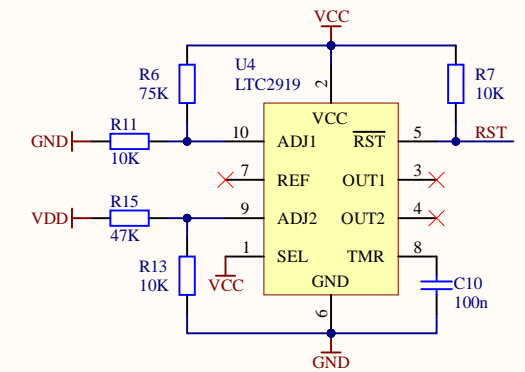 VCC
R6
75K
U4
LTC2919
2
R7
10K
VCC
GND
R11
10K
10
ADJ1
RST
5
RST
7
REF
OUT1
3
VDD
R15
47K
9
ADJ2
OUT2
4
1
SEL
TMR
8
VCC
R13
10K
GND
6
C10
100n
GND